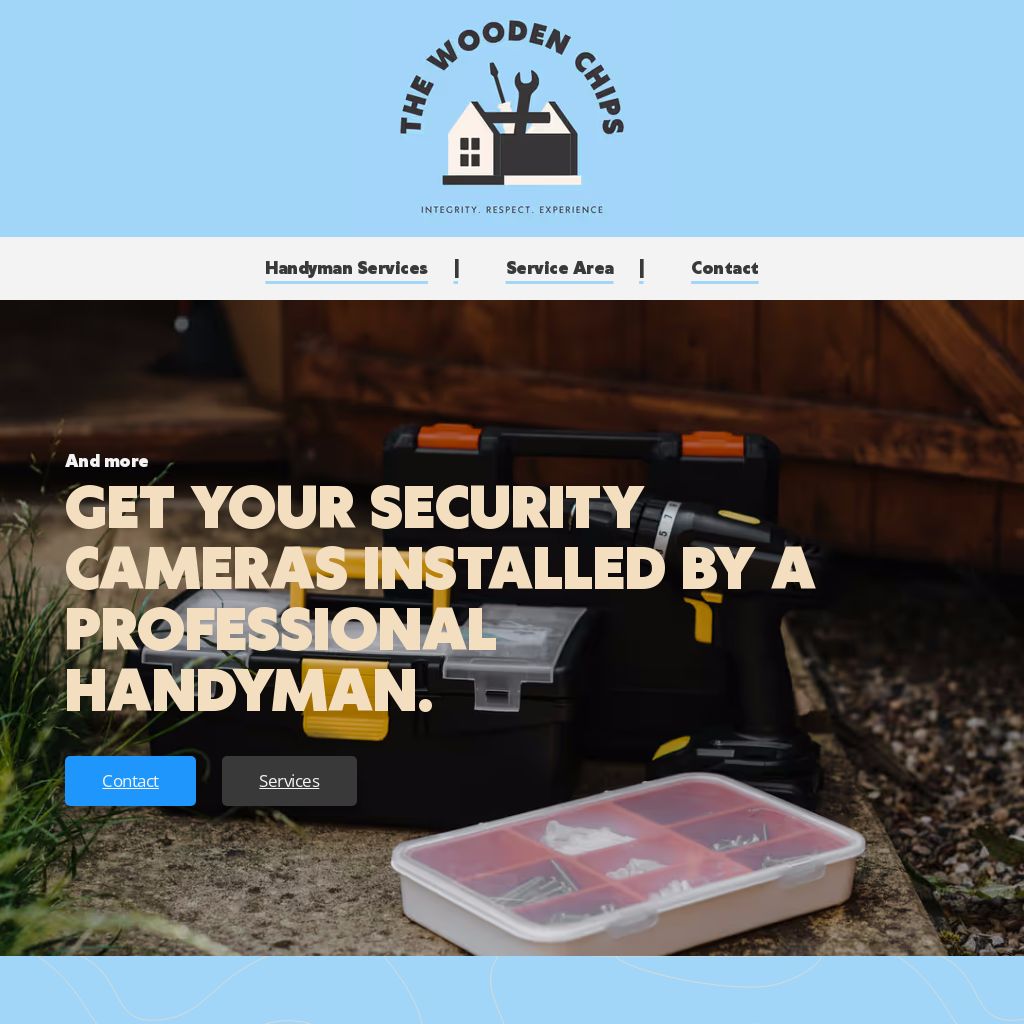 THE WOODEN CHIPS
INTEGRITY. RESPECT. EXPERIENCE
Handyman Services | Service Area | Contact
And more
GET YOUR SECURITY
CAMERAS INSTALLED BY A
PROFESSIONAL
HANDYMAN.
Contact Services